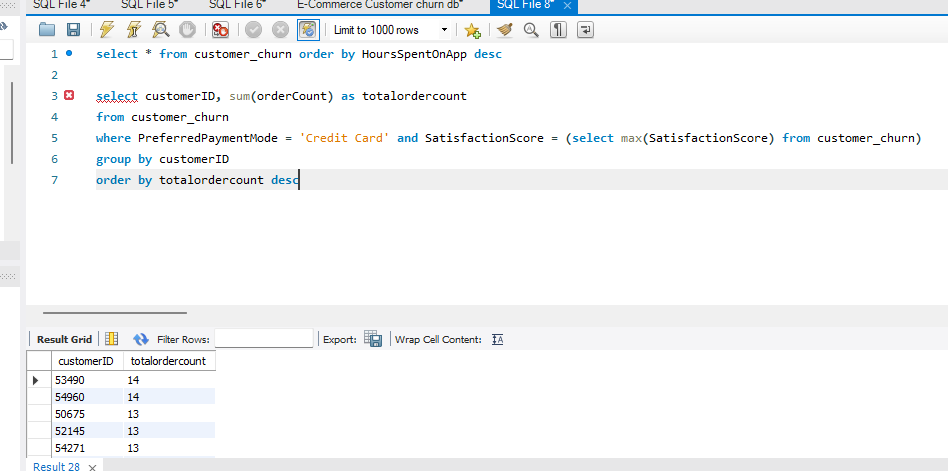 SQL File 4*
SQL File 5*
SQL File 6*
E-Commerce Customer churn db*
SQL File 8*
Limit to 1000 rows
1 select * from customer_churn order by HoursSpentOnApp desc
2
3 select customerID, sum(orderCount) as totalordercount
4 from customer_churn
5 where PreferredPaymentMode = 'Credit Card' and SatisfactionScore = (select max(SatisfactionScore) from customer_churn)
6 group by customerID
7 order by totalordercount desc
Result Grid Filter Rows: Export: Wrap Cell Content: IA
customerID totalordercount
53490 14
54960 14
50675 13
52145 13
54271 13
Result 28